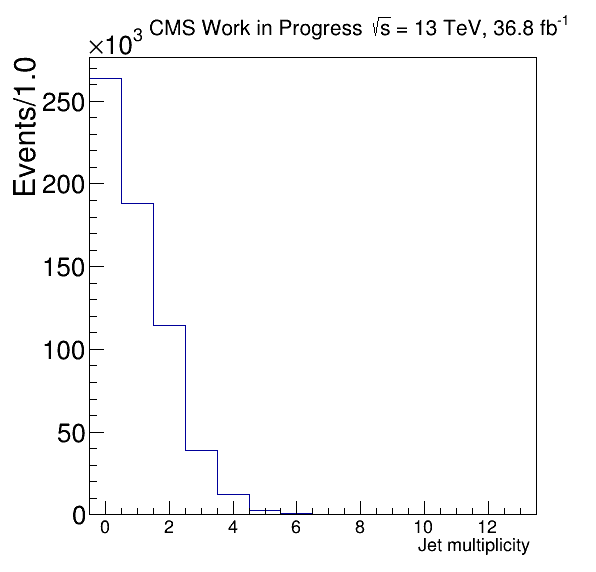 ×10³ CMS Work in Progress √s = 13 TeV, 36.8 fb⁻¹
Events/1.0
250
200
150
100
50
0
0 2 4 6 8 10 12
Jet multiplicity